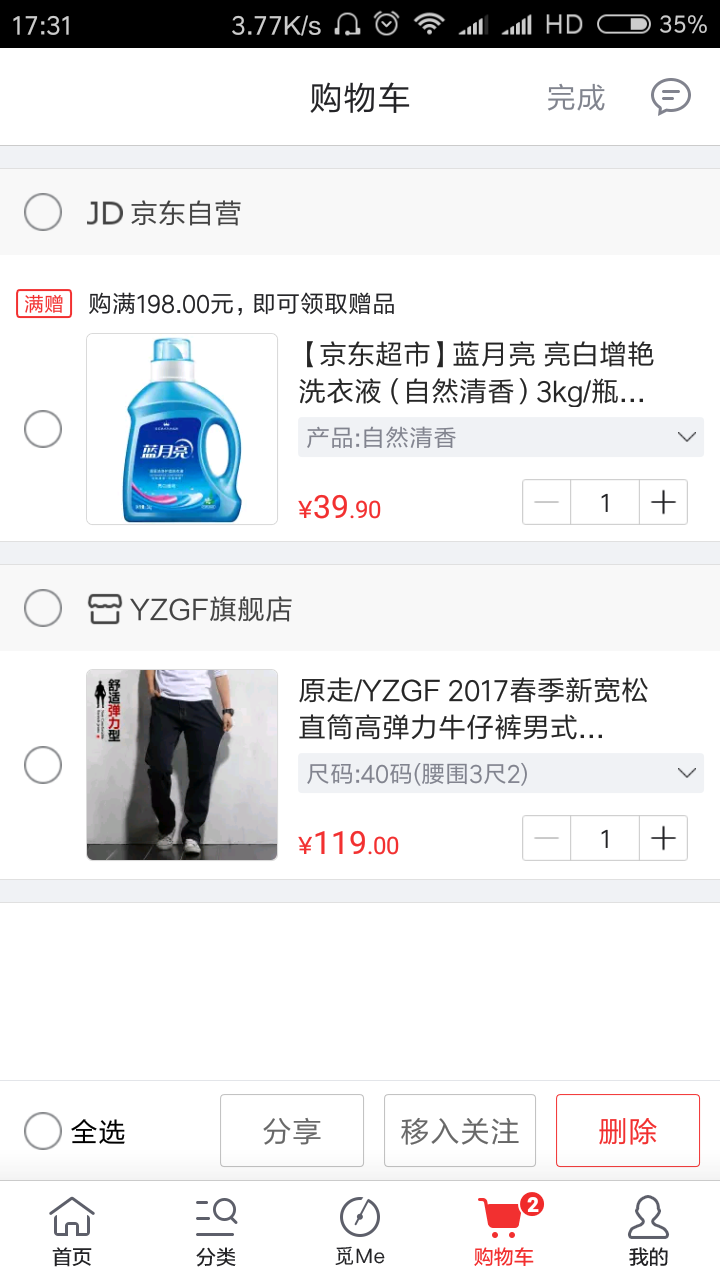 17:31 3.77K/s HD 35%
购物车 完成
JD 京东自营
满赠 购满198.00元，即可领取赠品
【京东超市】蓝月亮 亮白增艳
洗衣液（自然清香）3kg/瓶...
蓝月亮
产品:自然清香
¥39.90
1
YZGF旗舰店
舒适弹力型
原走/YZGF 2017春季新宽松
直筒高弹力牛仔裤男式...
尺码:40码(腰围3尺2)
¥119.00
1
全选 分享 移入关注 删除
2
首页 分类 觅Me 购物车 我的